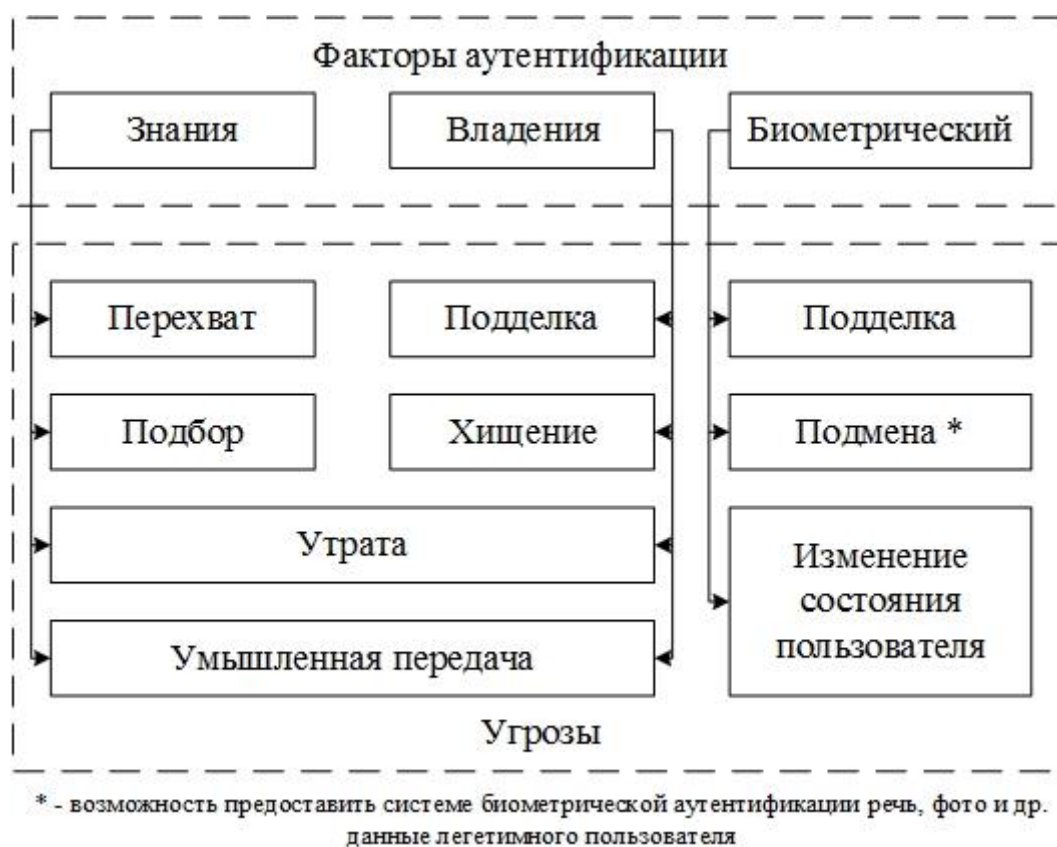 Факторы аутентификации
Знания
Владения
Биометрический
Перехват
Подделка
Подделка
Подбор
Хищение
Подмена *
Утрата
Изменение
состояния
пользователя
Умышленная передача
Угрозы
* - возможность предоставить системе биометрической аутентификации речь, фото и др.
данные легетимного пользователя